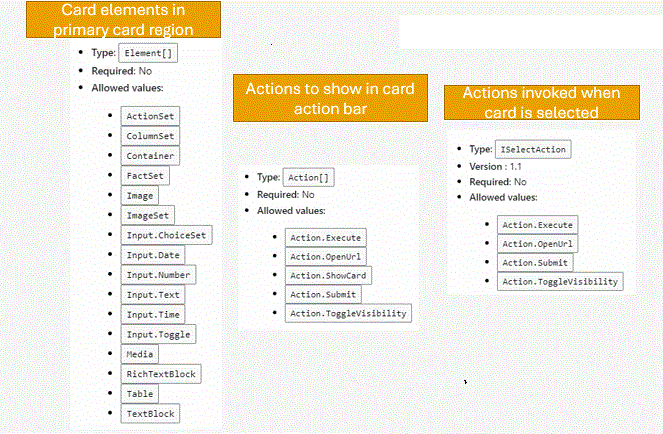 Card elements in
primary card region
Type: Element[]
Required: No
Allowed values:
ActionSet
ColumnSet
Container
FactSet
Image
ImageSet
Input.ChoiceSet
Input.Date
Input.Number
Input.Text
Input.Time
Input.Toggle
Media
RichTextBlock
Table
TextBlock
Actions to show in card
action bar
Type: Action[]
Required: No
Allowed values:
Action.Execute
Action.OpenUrl
Action.ShowCard
Action.Submit
Action.ToggleVisibility
Actions invoked when
card is selected
Type: ISelectAction
Version : 1.1
Required: No
Allowed values:
Action.Execute
Action.OpenUrl
Action.Submit
Action.ToggleVisibility